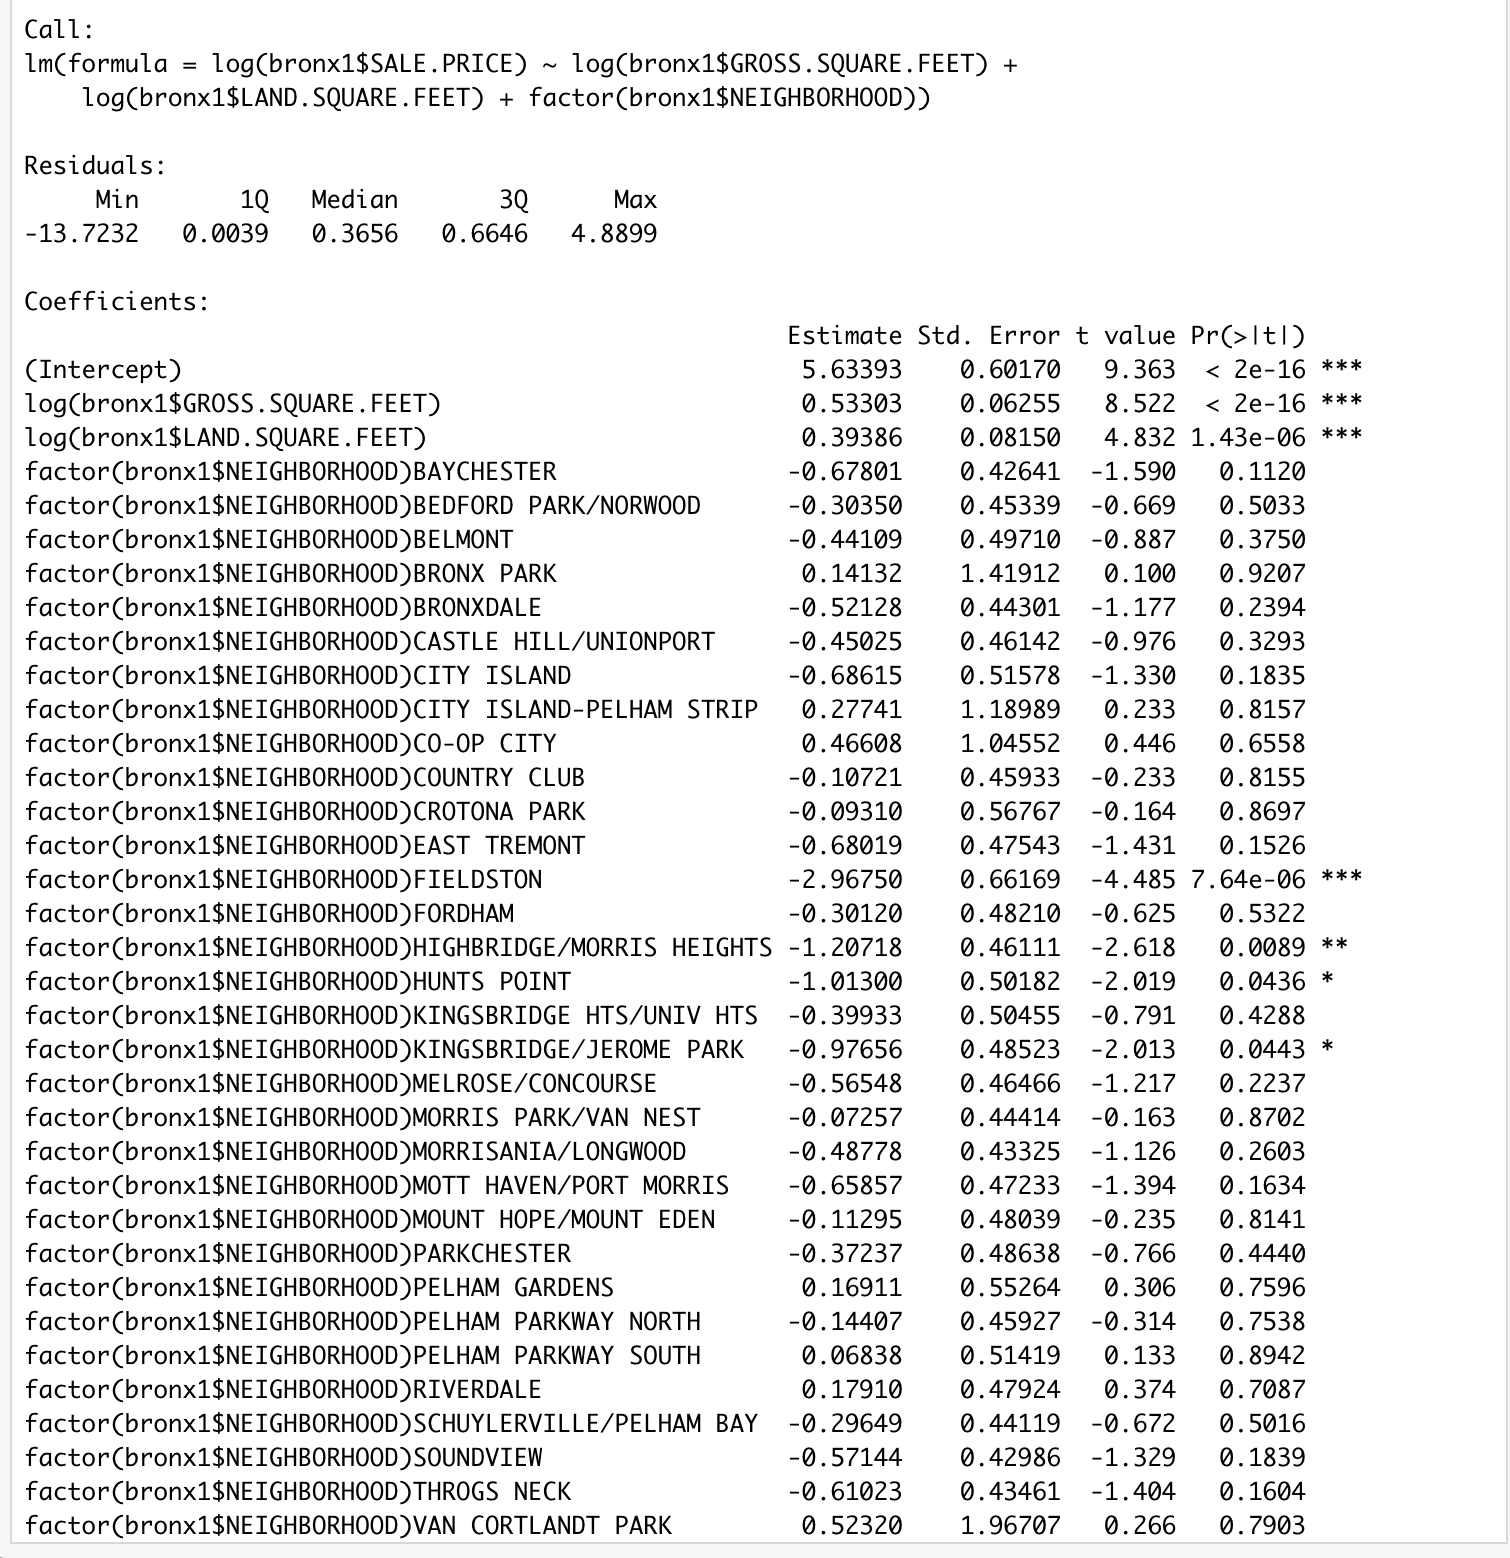 Call:
lm(formula = log(bronx1$SALE.PRICE) ~ log(bronx1$GROSS.SQUARE.FEET) +
    log(bronx1$LAND.SQUARE.FEET) + factor(bronx1$NEIGHBORHOOD))
Residuals:
     Min       1Q   Median       3Q      Max
-13.7232   0.0039   0.3656   0.6646   4.8899
Coefficients:
Estimate Std. Error t value Pr(>|t|)
(Intercept) 5.63393 0.60170 9.363 < 2e-16 ***
log(bronx1$GROSS.SQUARE.FEET) 0.53303 0.06255 8.522 < 2e-16 ***
log(bronx1$LAND.SQUARE.FEET) 0.39386 0.08150 4.832 1.43e-06 ***
factor(bronx1$NEIGHBORHOOD)BAYCHESTER -0.67801 0.42641 -1.590 0.1120
factor(bronx1$NEIGHBORHOOD)BEDFORD PARK/NORWOOD -0.30350 0.45339 -0.669 0.5033
factor(bronx1$NEIGHBORHOOD)BELMONT -0.44109 0.49710 -0.887 0.3750
factor(bronx1$NEIGHBORHOOD)BRONX PARK 0.14132 1.41912 0.100 0.9207
factor(bronx1$NEIGHBORHOOD)BRONXDALE -0.52128 0.44301 -1.177 0.2394
factor(bronx1$NEIGHBORHOOD)CASTLE HILL/UNIONPORT -0.45025 0.46142 -0.976 0.3293
factor(bronx1$NEIGHBORHOOD)CITY ISLAND -0.68615 0.51578 -1.330 0.1835
factor(bronx1$NEIGHBORHOOD)CITY ISLAND-PELHAM STRIP 0.27741 1.18989 0.233 0.8157
factor(bronx1$NEIGHBORHOOD)CO-OP CITY 0.46608 1.04552 0.446 0.6558
factor(bronx1$NEIGHBORHOOD)COUNTRY CLUB -0.10721 0.45933 -0.233 0.8155
factor(bronx1$NEIGHBORHOOD)CROTONA PARK -0.09310 0.56767 -0.164 0.8697
factor(bronx1$NEIGHBORHOOD)EAST TREMONT -0.68019 0.47543 -1.431 0.1526
factor(bronx1$NEIGHBORHOOD)FIELDSTON -2.96750 0.66169 -4.485 7.64e-06 ***
factor(bronx1$NEIGHBORHOOD)FORDHAM -0.30120 0.48210 -0.625 0.5322
factor(bronx1$NEIGHBORHOOD)HIGHBRIDGE/MORRIS HEIGHTS -1.20718 0.46111 -2.618 0.0089 **
factor(bronx1$NEIGHBORHOOD)HUNTS POINT -1.01300 0.50182 -2.019 0.0436 *
factor(bronx1$NEIGHBORHOOD)KINGSBRIDGE HTS/UNIV HTS -0.39933 0.50455 -0.791 0.4288
factor(bronx1$NEIGHBORHOOD)KINGSBRIDGE/JEROME PARK -0.97656 0.48523 -2.013 0.0443 *
factor(bronx1$NEIGHBORHOOD)MELROSE/CONCOURSE -0.56548 0.46466 -1.217 0.2237
factor(bronx1$NEIGHBORHOOD)MORRIS PARK/VAN NEST -0.07257 0.44414 -0.163 0.8702
factor(bronx1$NEIGHBORHOOD)MORRISANIA/LONGWOOD -0.48778 0.43325 -1.126 0.2603
factor(bronx1$NEIGHBORHOOD)MOTT HAVEN/PORT MORRIS -0.65857 0.47233 -1.394 0.1634
factor(bronx1$NEIGHBORHOOD)MOUNT HOPE/MOUNT EDEN -0.11295 0.48039 -0.235 0.8141
factor(bronx1$NEIGHBORHOOD)PARKCHESTER -0.37237 0.48638 -0.766 0.4440
factor(bronx1$NEIGHBORHOOD)PELHAM GARDENS 0.16911 0.55264 0.306 0.7596
factor(bronx1$NEIGHBORHOOD)PELHAM PARKWAY NORTH -0.14407 0.45927 -0.314 0.7538
factor(bronx1$NEIGHBORHOOD)PELHAM PARKWAY SOUTH 0.06838 0.51419 0.133 0.8942
factor(bronx1$NEIGHBORHOOD)RIVERDALE 0.17910 0.47924 0.374 0.7087
factor(bronx1$NEIGHBORHOOD)SCHUYLERVILLE/PELHAM BAY -0.29649 0.44119 -0.672 0.5016
factor(bronx1$NEIGHBORHOOD)SOUNDVIEW -0.57144 0.42986 -1.329 0.1839
factor(bronx1$NEIGHBORHOOD)THROGS NECK -0.61023 0.43461 -1.404 0.1604
factor(bronx1$NEIGHBORHOOD)VAN CORTLANDT PARK 0.52320 1.96707 0.266 0.7903